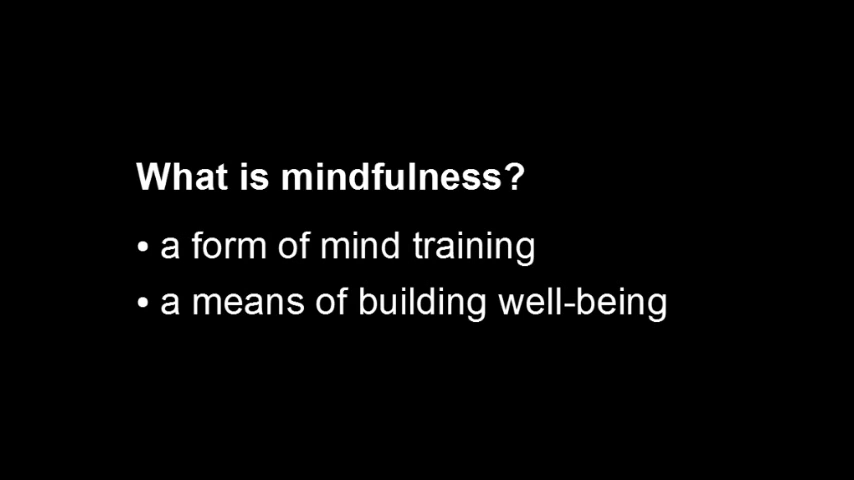 What is mindfulness?
• a form of mind training
• a means of building well-being